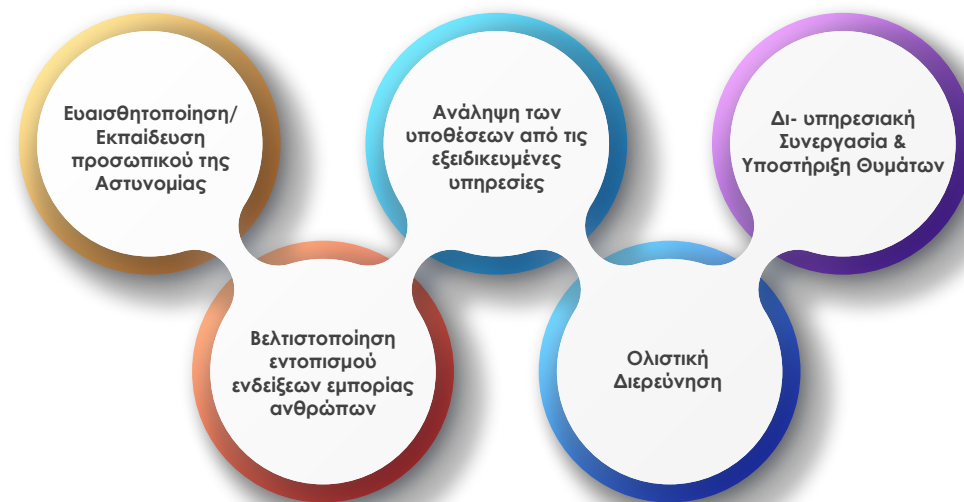 Ευαισθητοποίηση/
Εκπαίδευση
προσωπικού της
Αστυνομίας
Βελτιστοποίηση
εντοπισμού
ενδείξεων εμπορίας
ανθρώπων
Ανάληψη των
υποθέσεων από τις
εξειδικευμένες
υπηρεσίες
Ολιστική
Διερεύνηση
Δι- υπηρεσιακή
Συνεργασία &
Υποστήριξη Θυμάτων